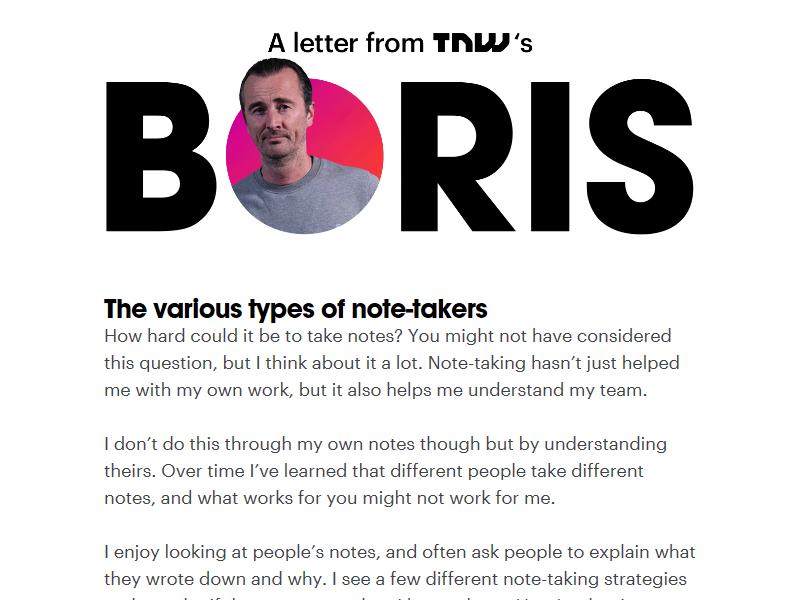 A letter from TNW‘s
BORIS
The various types of note-takers
How hard could it be to take notes? You might not have considered
this question, but I think about it a lot. Note-taking hasn’t just helped
me with my own work, but it also helps me understand my team.
I don’t do this through my own notes though but by understanding
theirs. Over time I’ve learned that different people take different
notes, and what works for you might not work for me.
I enjoy looking at people’s notes, and often ask people to explain what
they wrote down and why. I see a few different note-taking strategies